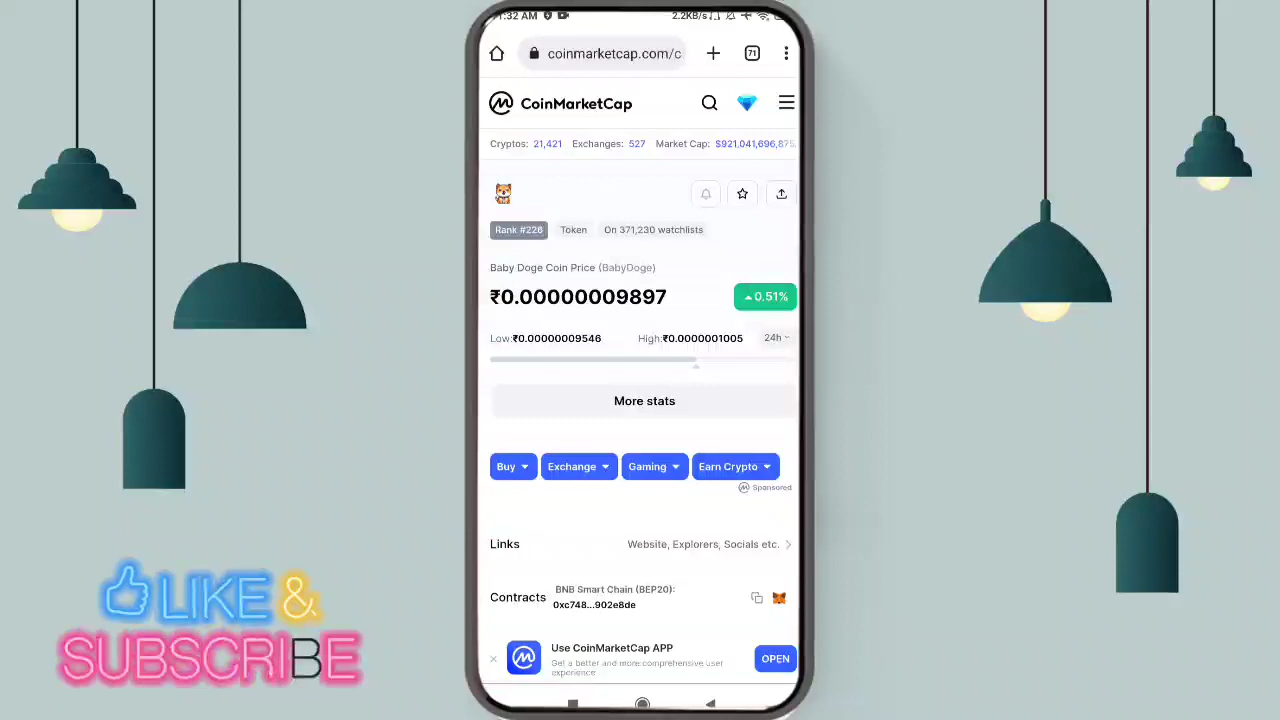 :32 AM
2.2KB/s
coinmarketcap.com/c
71
CoinMarketCap
Cryptos: 21,421 Exchanges: 527 Market Cap: $921,041,696,875
Rank #226 Token On 371,230 watchlists
Baby Doge Coin Price (BabyDoge)
₹0.00000009897
0.51%
Low:₹0.00000009546 High:₹0.0000001005 24h
More stats
Buy Exchange Gaming Earn Crypto
Sponsored
Links Website, Explorers, Socials etc.
Contracts BNB Smart Chain (BEP20):
0xc748...902e8de
Use CoinMarketCap APP
Get a better and more comprehensive user
experience
OPEN
LIKE &
SUBSCRIBE